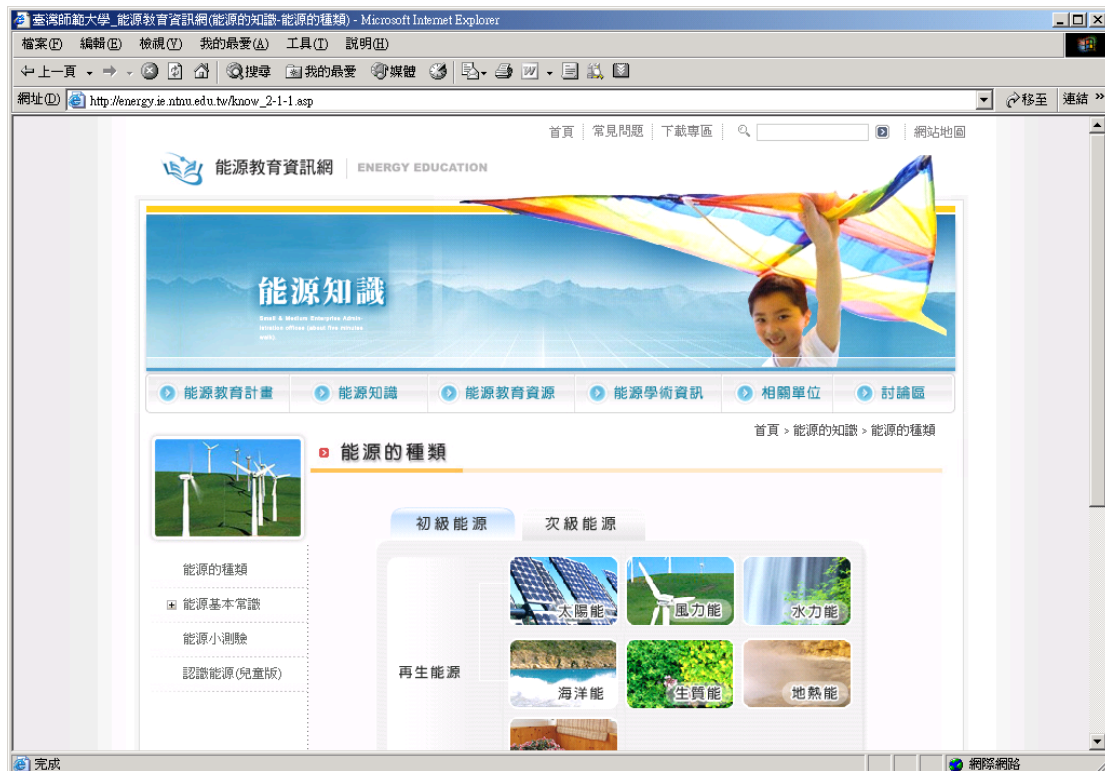 臺灣師範大學_能源教育資訊網(能源的知識-能源的種類) - Microsoft Internet Explorer
檔案(F) 編輯(E) 檢視(V) 我的最愛(A) 工具(T) 說明(H)
上一頁 搜尋 我的最愛 媒體
網址(D) http://energy.ie.ntnu.edu.tw/know_2-1-1.asp 移至 連結 »
首頁 常見問題 下載專區 網站地圖
能源教育資訊網 ENERGY EDUCATION
能源知識
Small & Medium Enterprise Admin-
istration offices (about five minutes
walk)
能源教育計畫 能源知識 能源教育資源 能源學術資訊 相關單位 討論區
首頁 > 能源的知識 > 能源的種類
能源的種類
初級能源 次級能源
能源的種類
能源基本常識
能源小測驗
認識能源(兒童版)
再生能源
太陽能 風力能 水力能
海洋能 生質能 地熱能
完成 網際網路